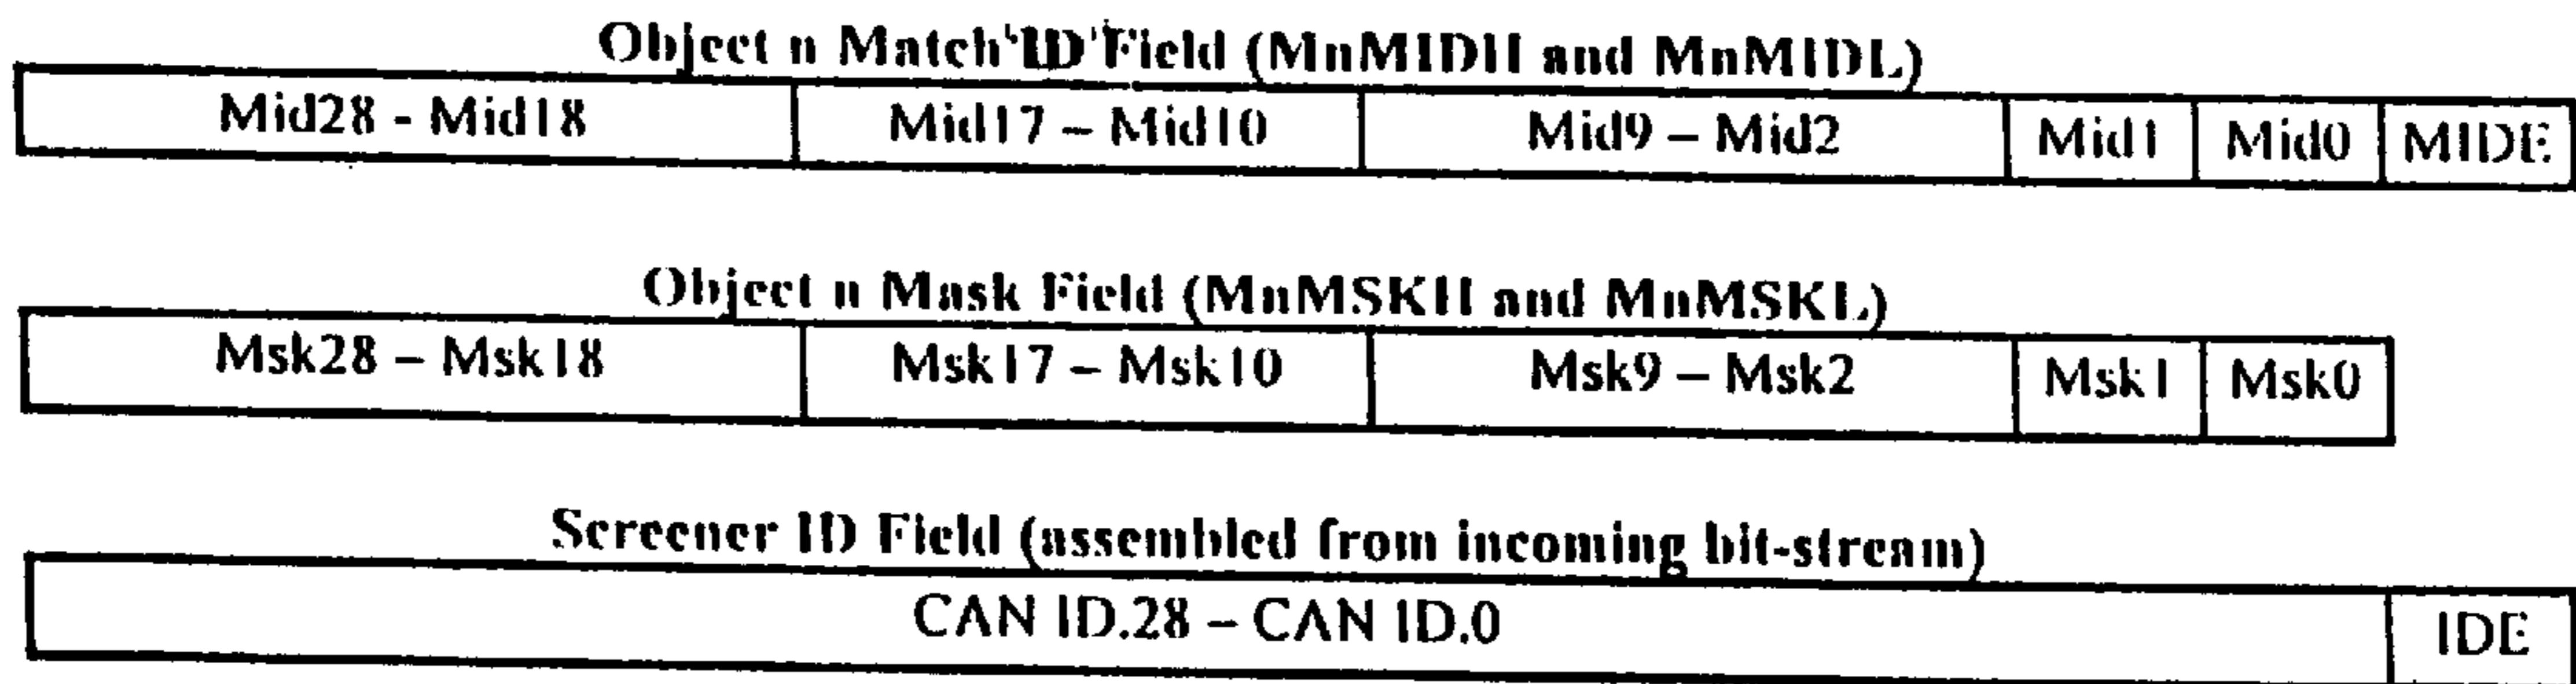 Object n Match ID Field (MnMIDH and MnMIDL)
Mid28 - Mid18 Mid17 – Mid10 Mid9 – Mid2 Mid1 Mid0 MIDE
Object n Mask Field (MnMSKH and MnMSKL)
Msk28 – Msk18 Msk17 – Msk10 Msk9 – Msk2 Msk1 Msk0
Screener ID Field (assembled from incoming bit-stream)
CAN ID.28 – CAN ID.0 IDE